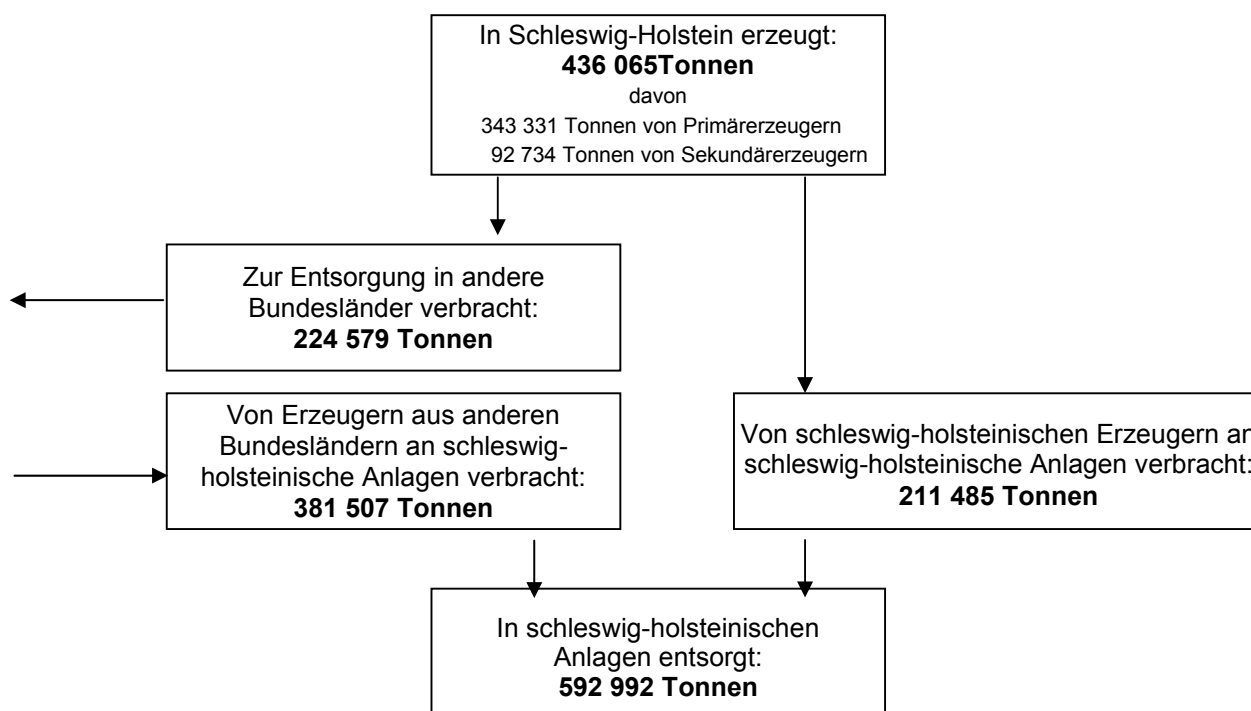 In Schleswig-Holstein erzeugt:
436 065Tonnen
davon
343 331 Tonnen von Primärerzeugern
92 734 Tonnen von Sekundärerzeugern
Zur Entsorgung in andere
Bundesländer verbracht:
224 579 Tonnen
Von Erzeugern aus anderen
Bundesländern an schleswig-
holsteinische Anlagen verbracht:
381 507 Tonnen
Von schleswig-holsteinischen Erzeugern an
schleswig-holsteinische Anlagen verbracht:
211 485 Tonnen
In schleswig-holsteinischen
Anlagen entsorgt:
592 992 Tonnen